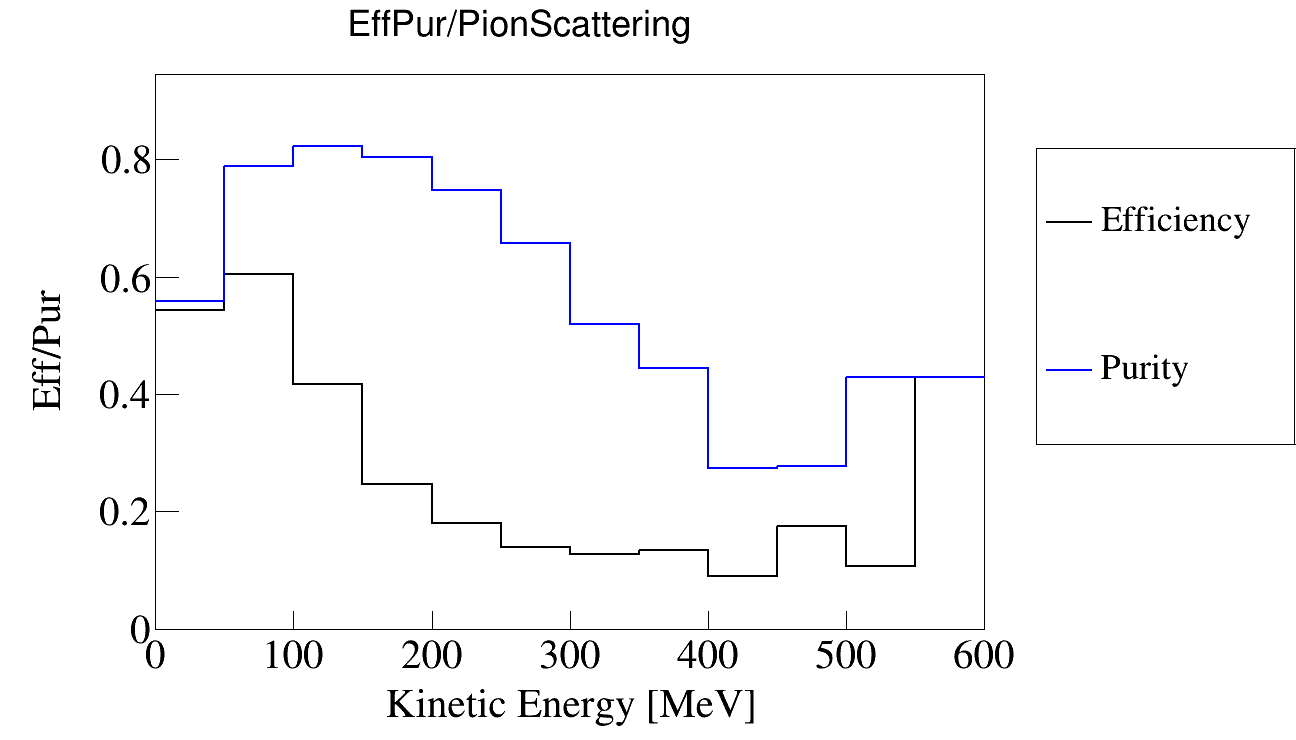 EffPur/PionScattering
0.8
0.6
0.4
0.2
0
Eff/Pur
0 100 200 300 400 500 600
Kinetic Energy [MeV]
Efficiency
Purity